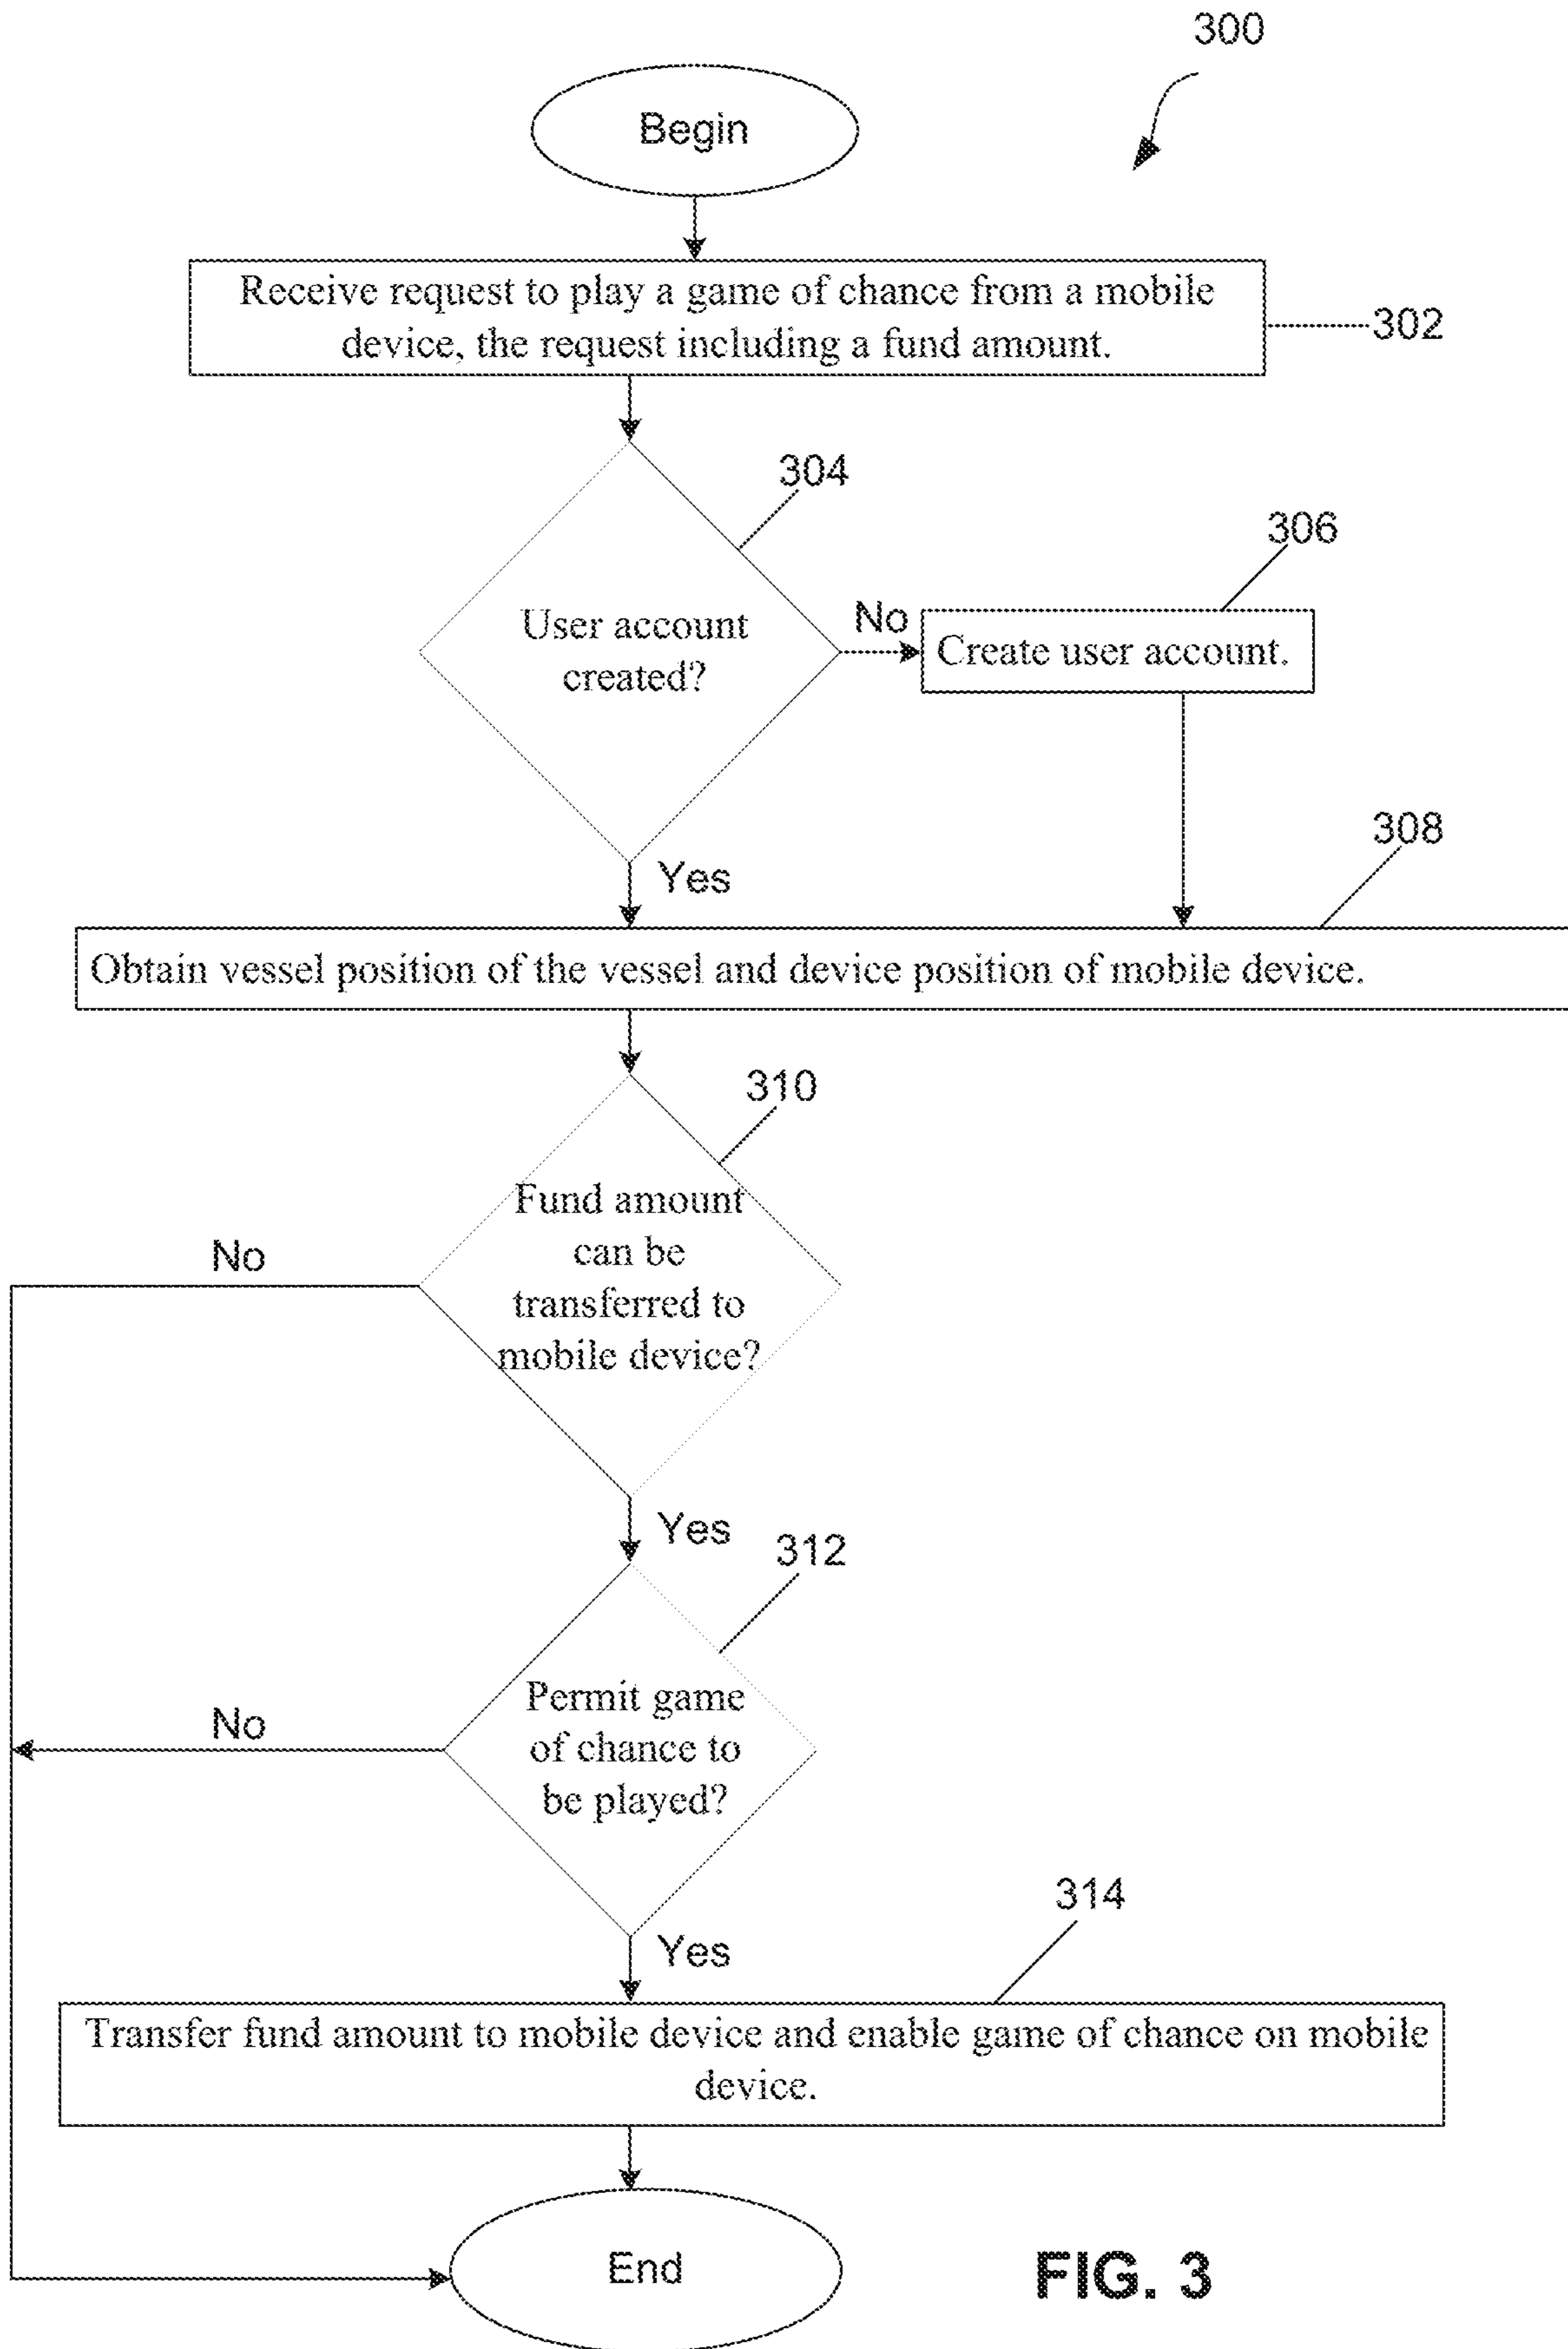 300
Begin
Receive request to play a game of chance from a mobile
device, the request including a fund amount.
302
304
User account
created?
No
306
Create user account.
Yes
308
Obtain vessel position of the vessel and device position of mobile device.
310
Fund amount
can be
transferred to
mobile device?
No
Yes
312
Permit game
of chance to
be played?
No
Yes
314
Transfer fund amount to mobile device and enable game of chance on mobile
device.
End
FIG. 3